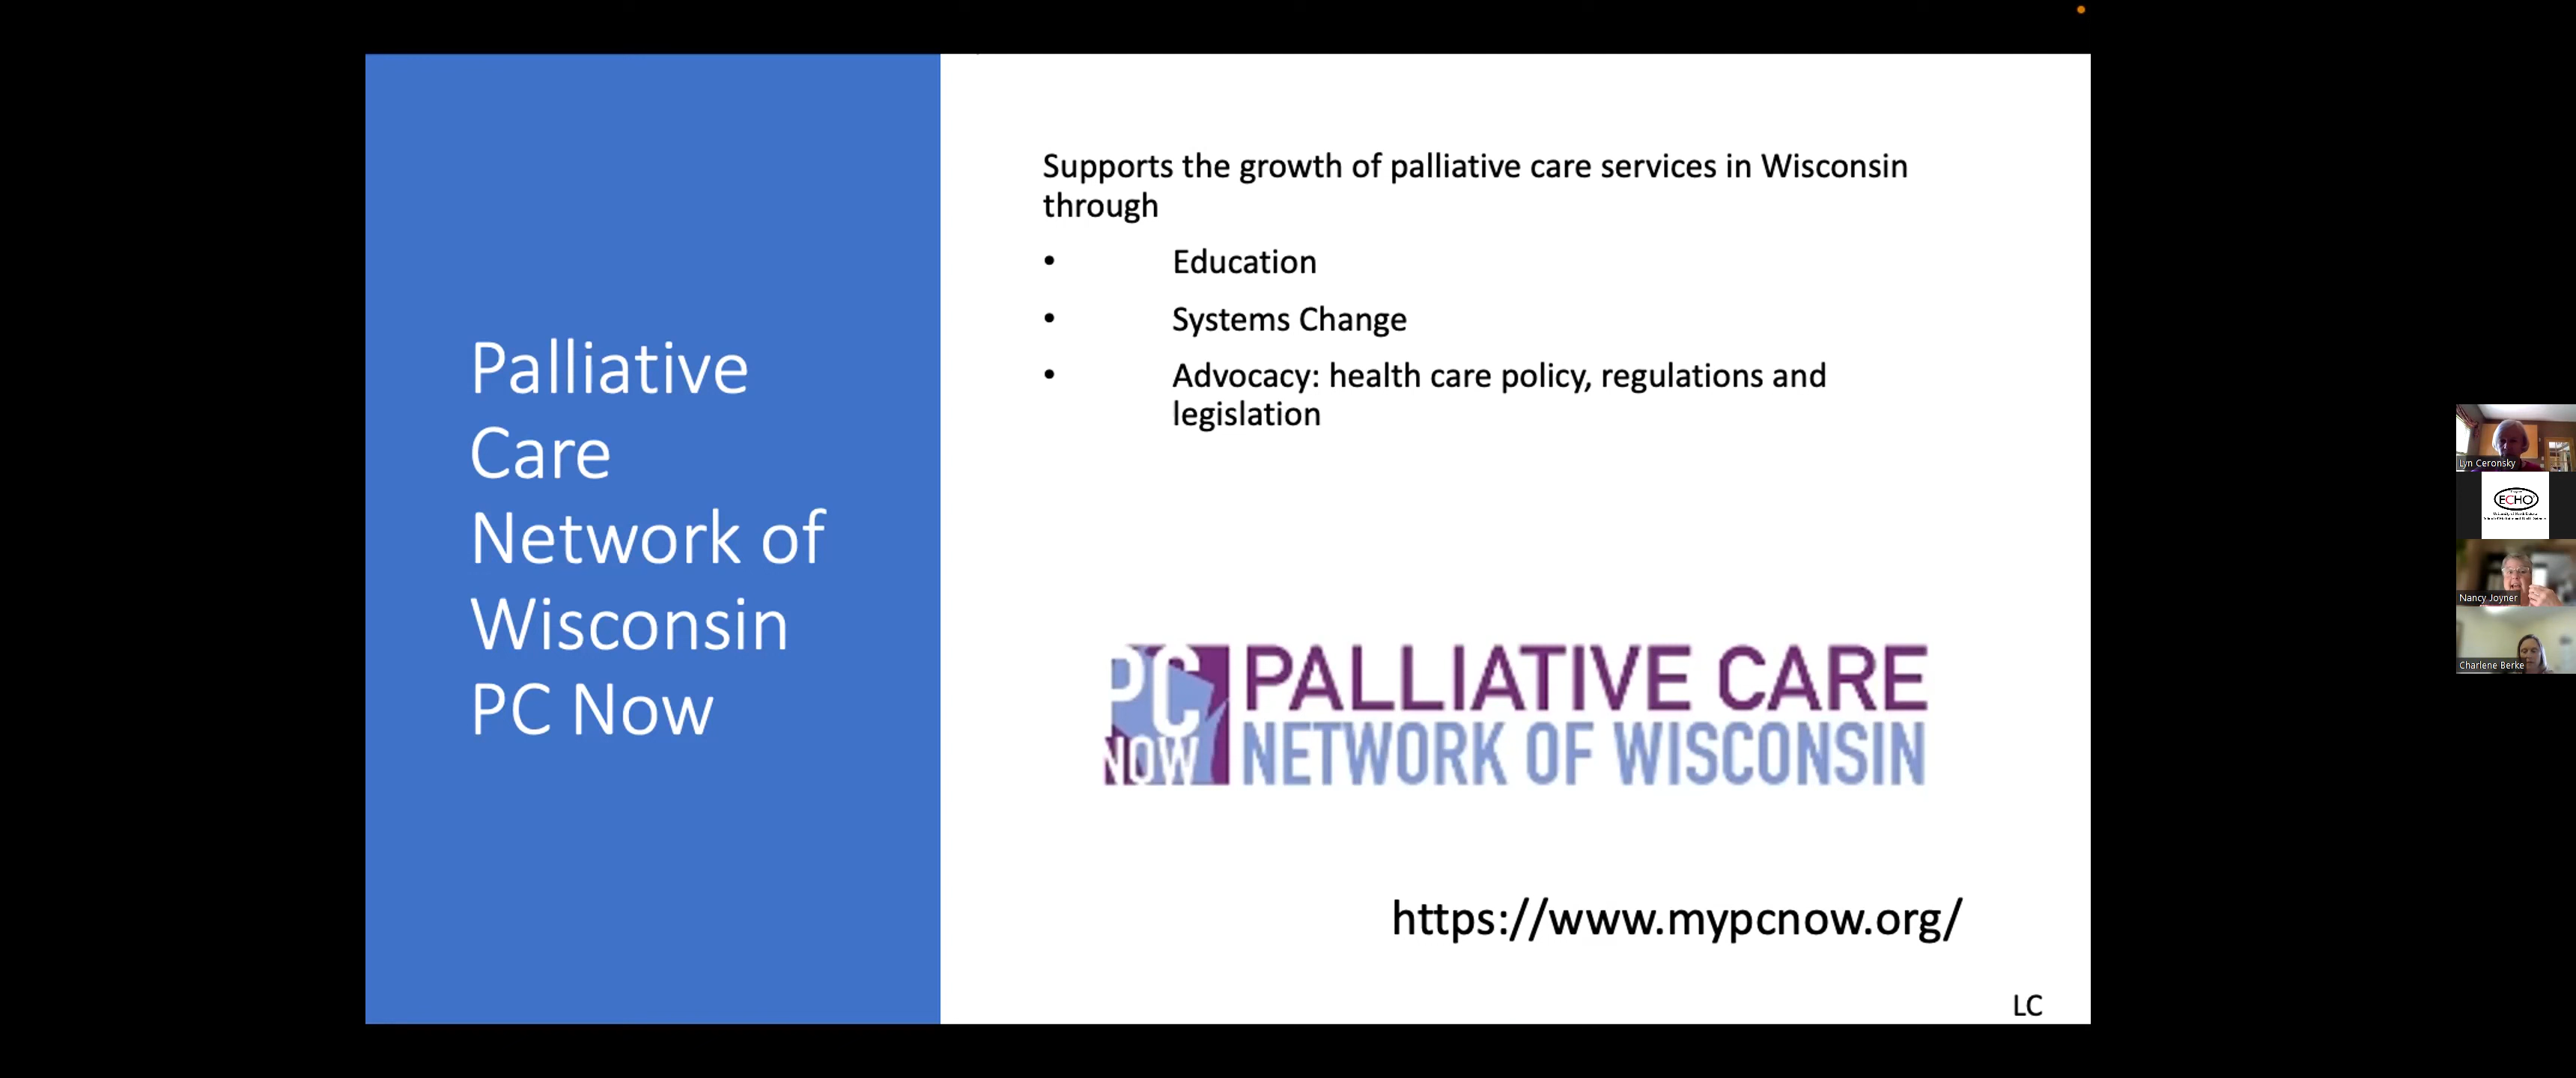 Palliative
Care
Network of
Wisconsin
PC Now
Supports the growth of palliative care services in Wisconsin
through
• Education
• Systems Change
• Advocacy: health care policy, regulations and
legislation
PC
NOW
PALLIATIVE CARE
NETWORK OF WISCONSIN
https://www.mypcnow.org/
LC
Lyn Ceronsky
ECHO
Nancy Joyner
Charlene Berke